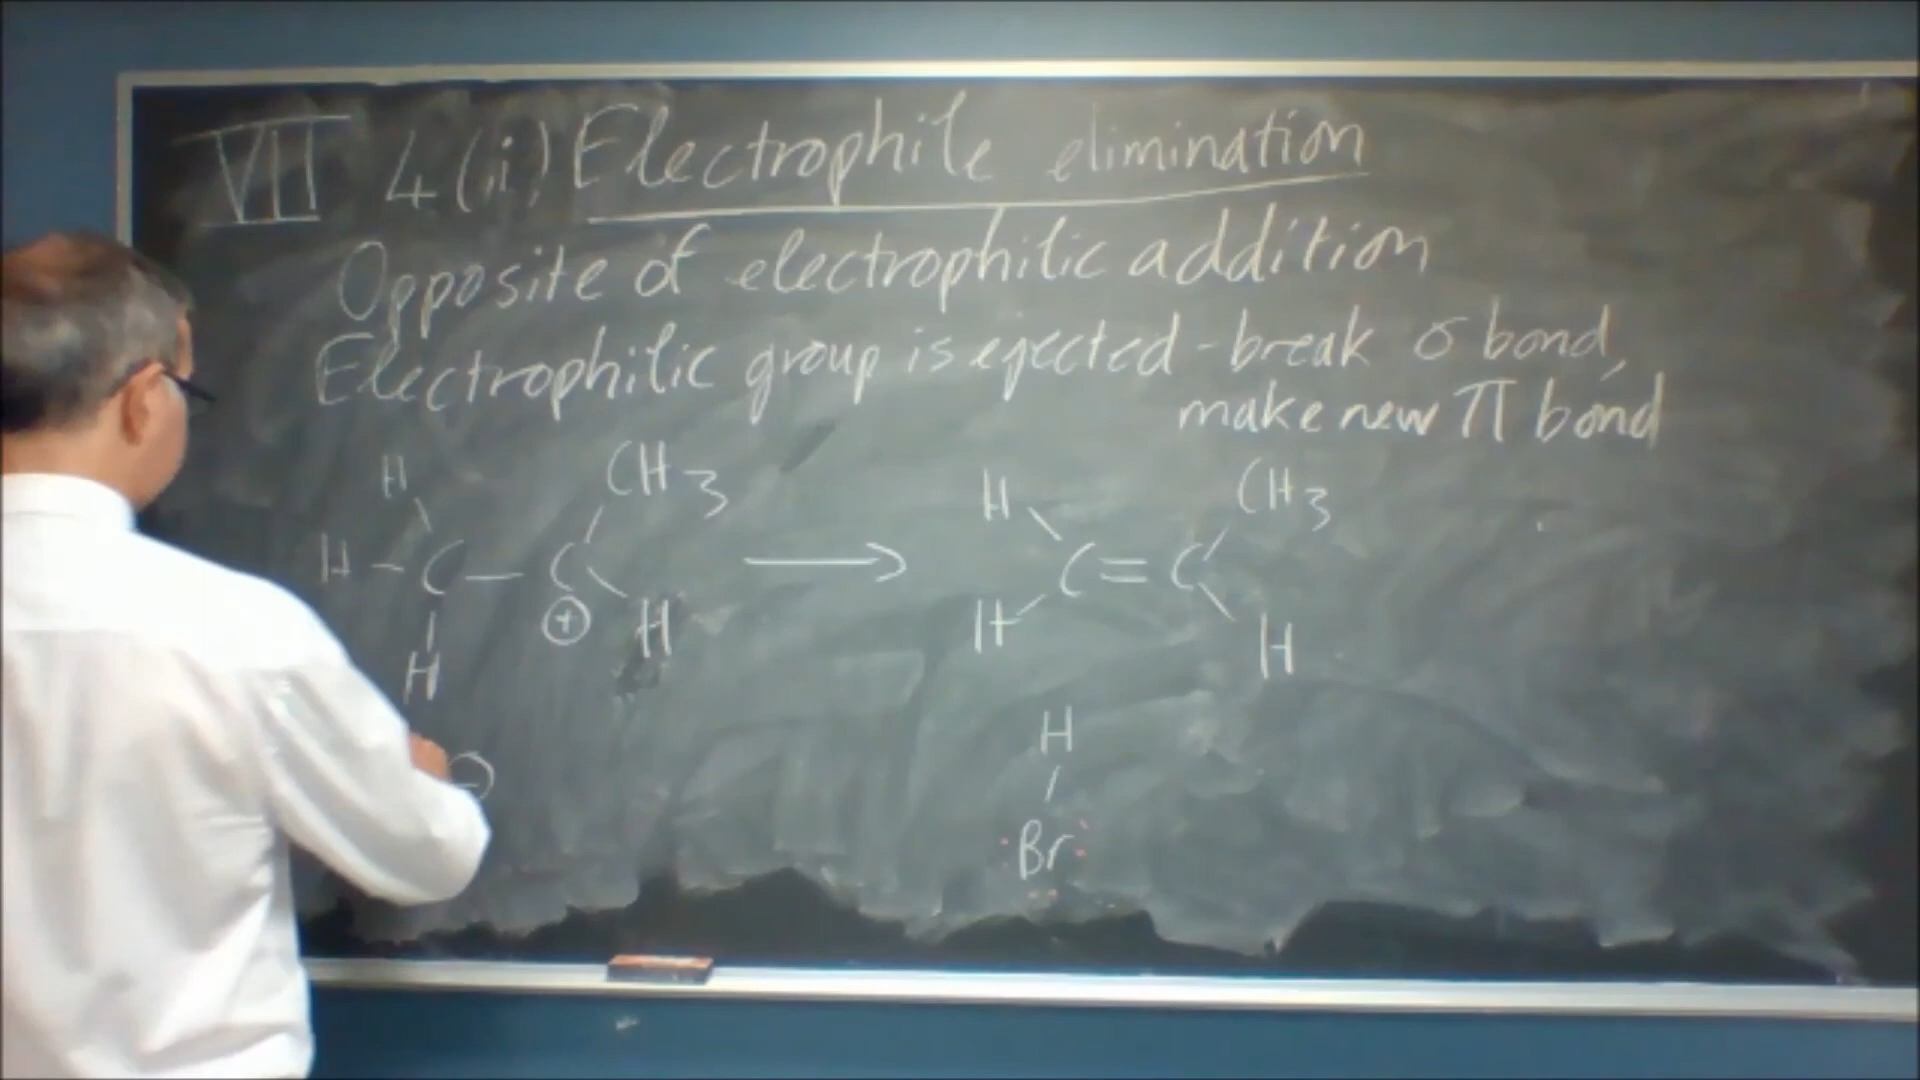 VII 4(i) Electrophile elimination
Opposite of electrophilic addition
Electrophilic group is ejected - break σ bond,
make new π bond
H CH3 H CH3
H - C - C → C = C
⊕ H H H
H
H
⊖
:Br: